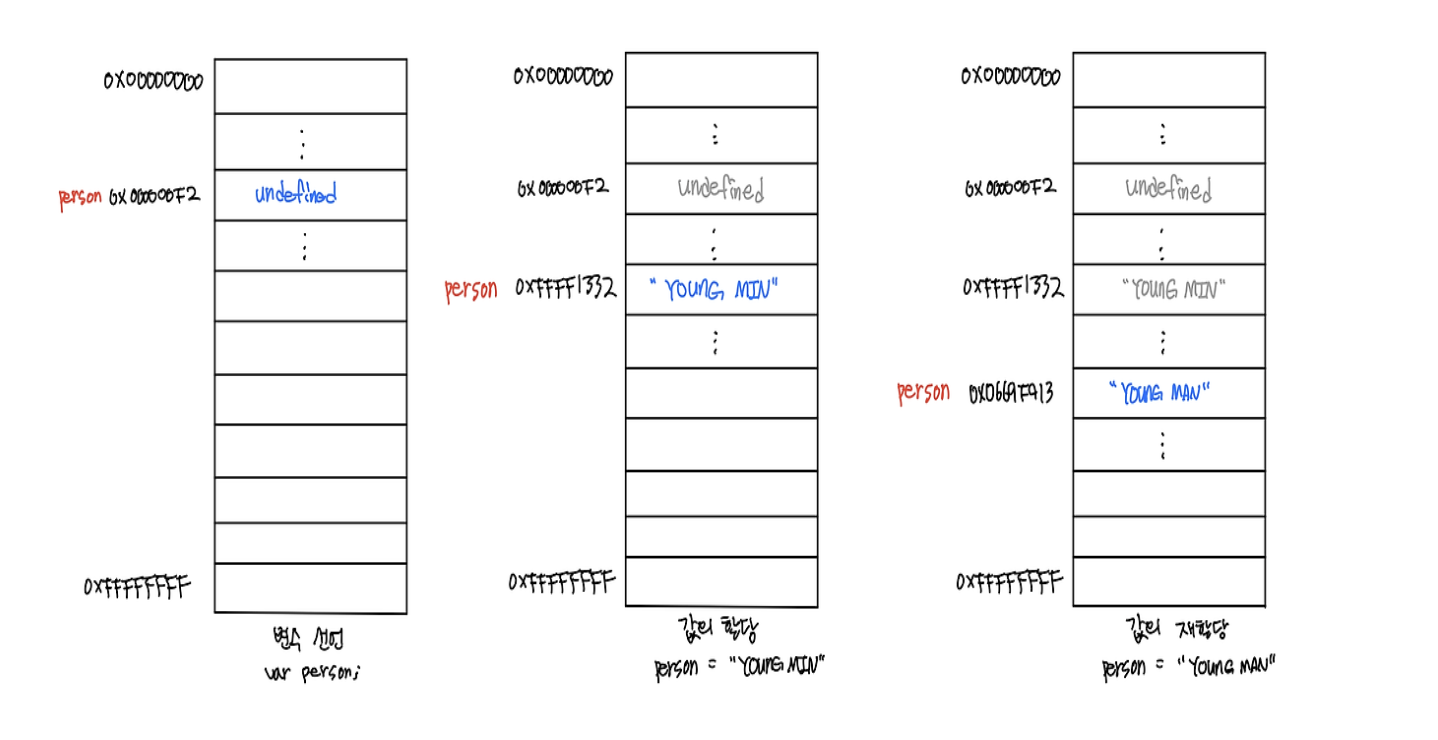 0x00000000
⋮
person 0x000000F2 undefined
⋮
0xFFFFFFFF
변수 선언
var person;
0x00000000
⋮
0x000000F2 undefined
⋮
person 0xFFFF1332 "YOUNG MIN"
⋮
0xFFFFFFFF
값의 할당
person = "YOUNG MIN"
0x00000000
⋮
0x000000F2 undefined
⋮
0xFFFF1332 "YOUNG MIN"
⋮
person 0x0669F913 "YOUNG MAN"
⋮
0xFFFFFFFF
값의 재할당
person = "YOUNG MAN"